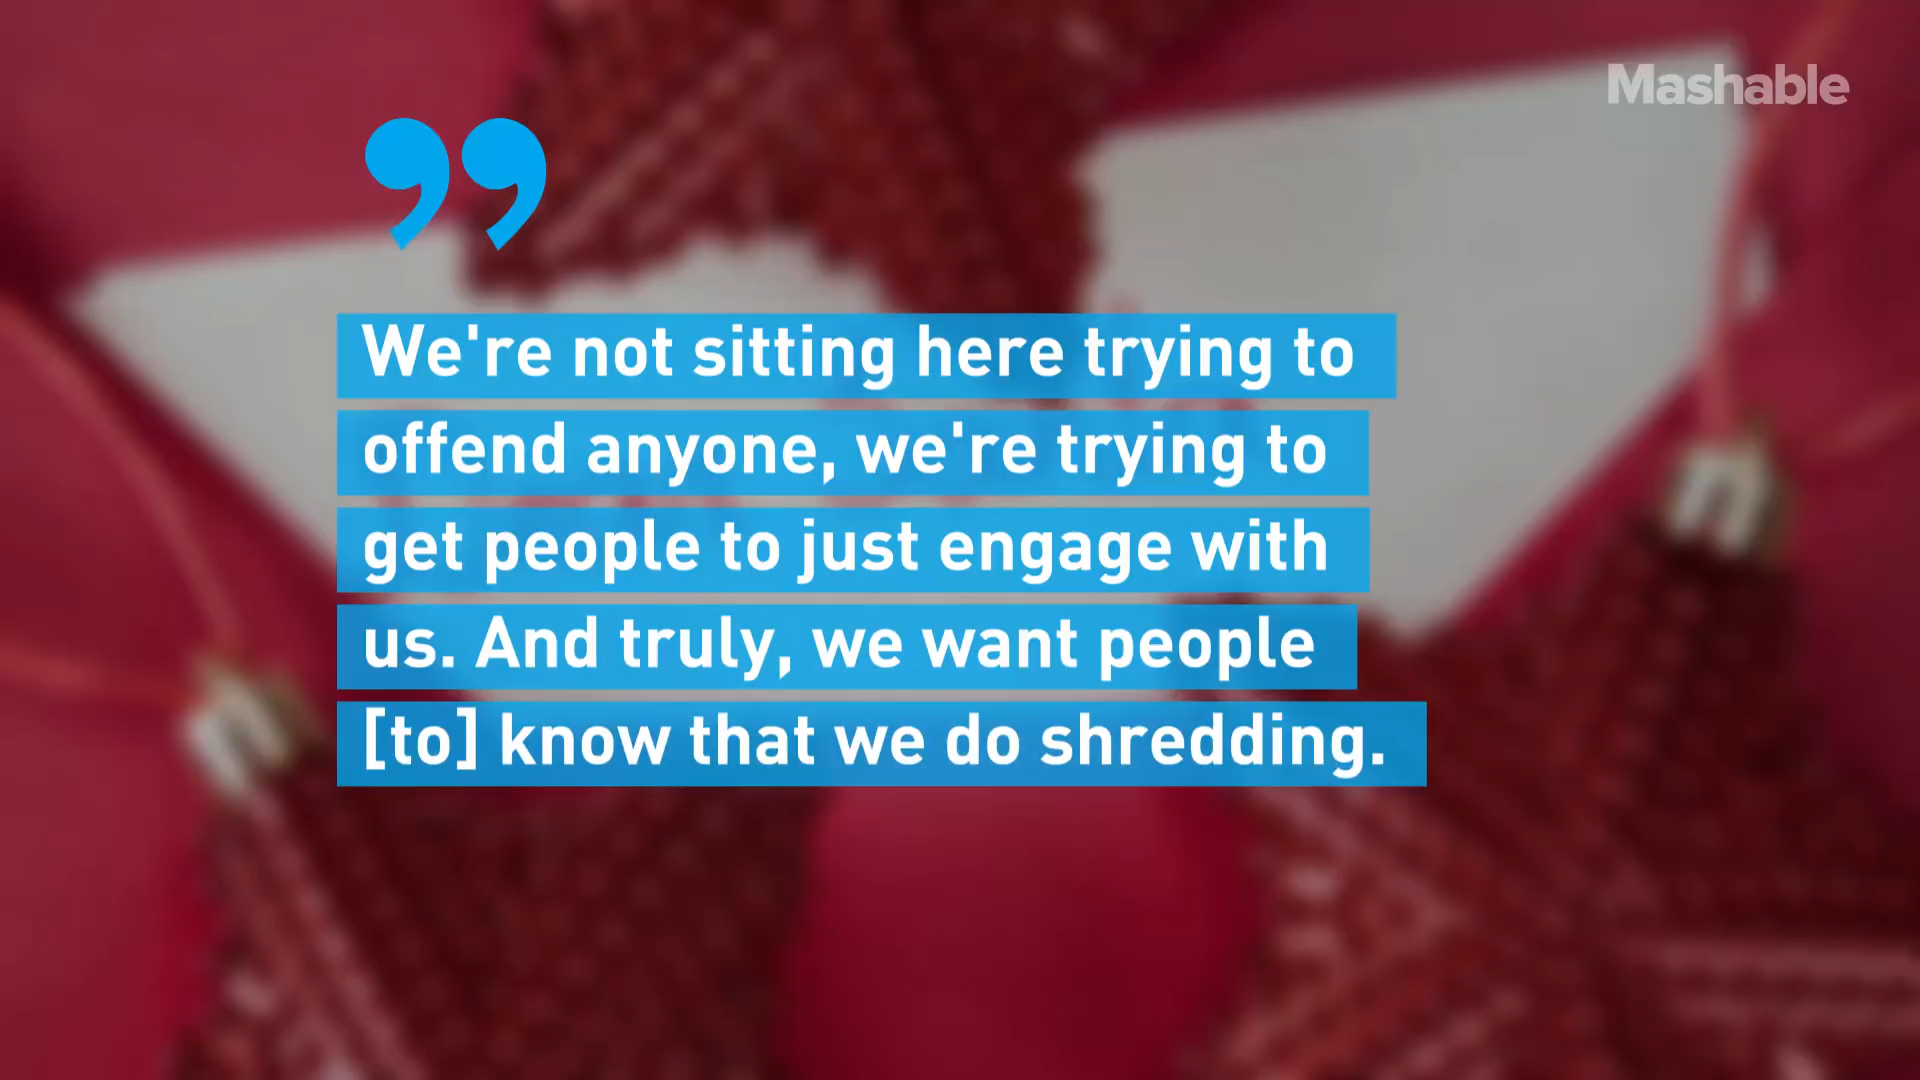 Mashable
We're not sitting here trying to
offend anyone, we're trying to
get people to just engage with
us. And truly, we want people
[to] know that we do shredding.